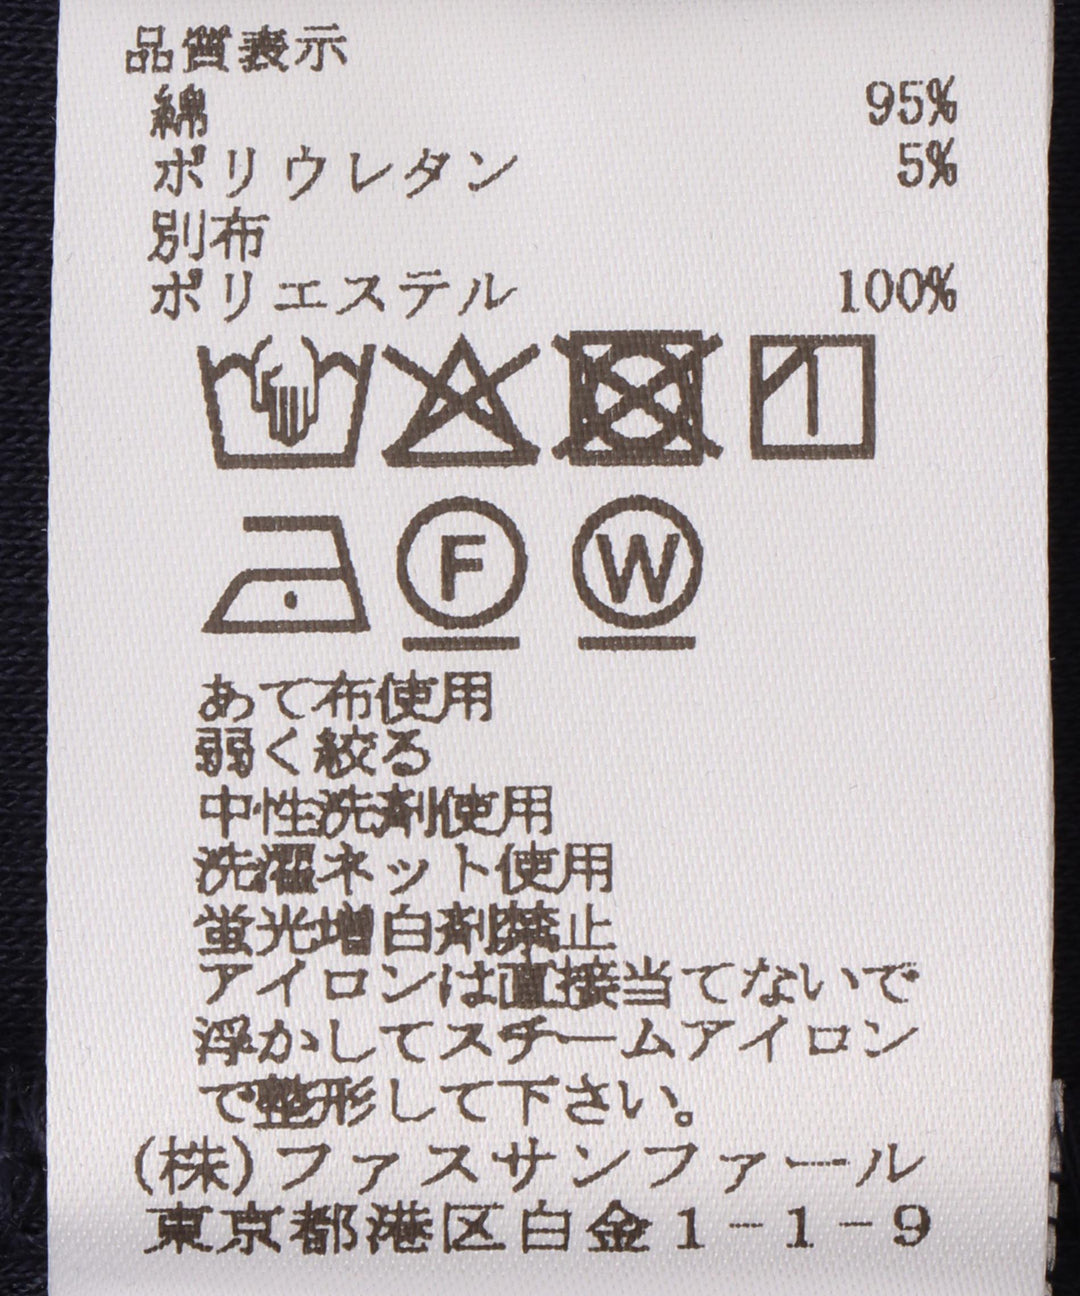 品質表示
綿 95%
ポリウレタン 5%
別布
ポリエステル 100%
F W
あて布使用
弱く絞る
中性洗剤使用
洗濯ネット使用
蛍光増白剤禁止
アイロンは直接当てないで
浮かしてスチームアイロン
で整形して下さい。
(株)ファスサンファール
東京都港区白金1-1-9